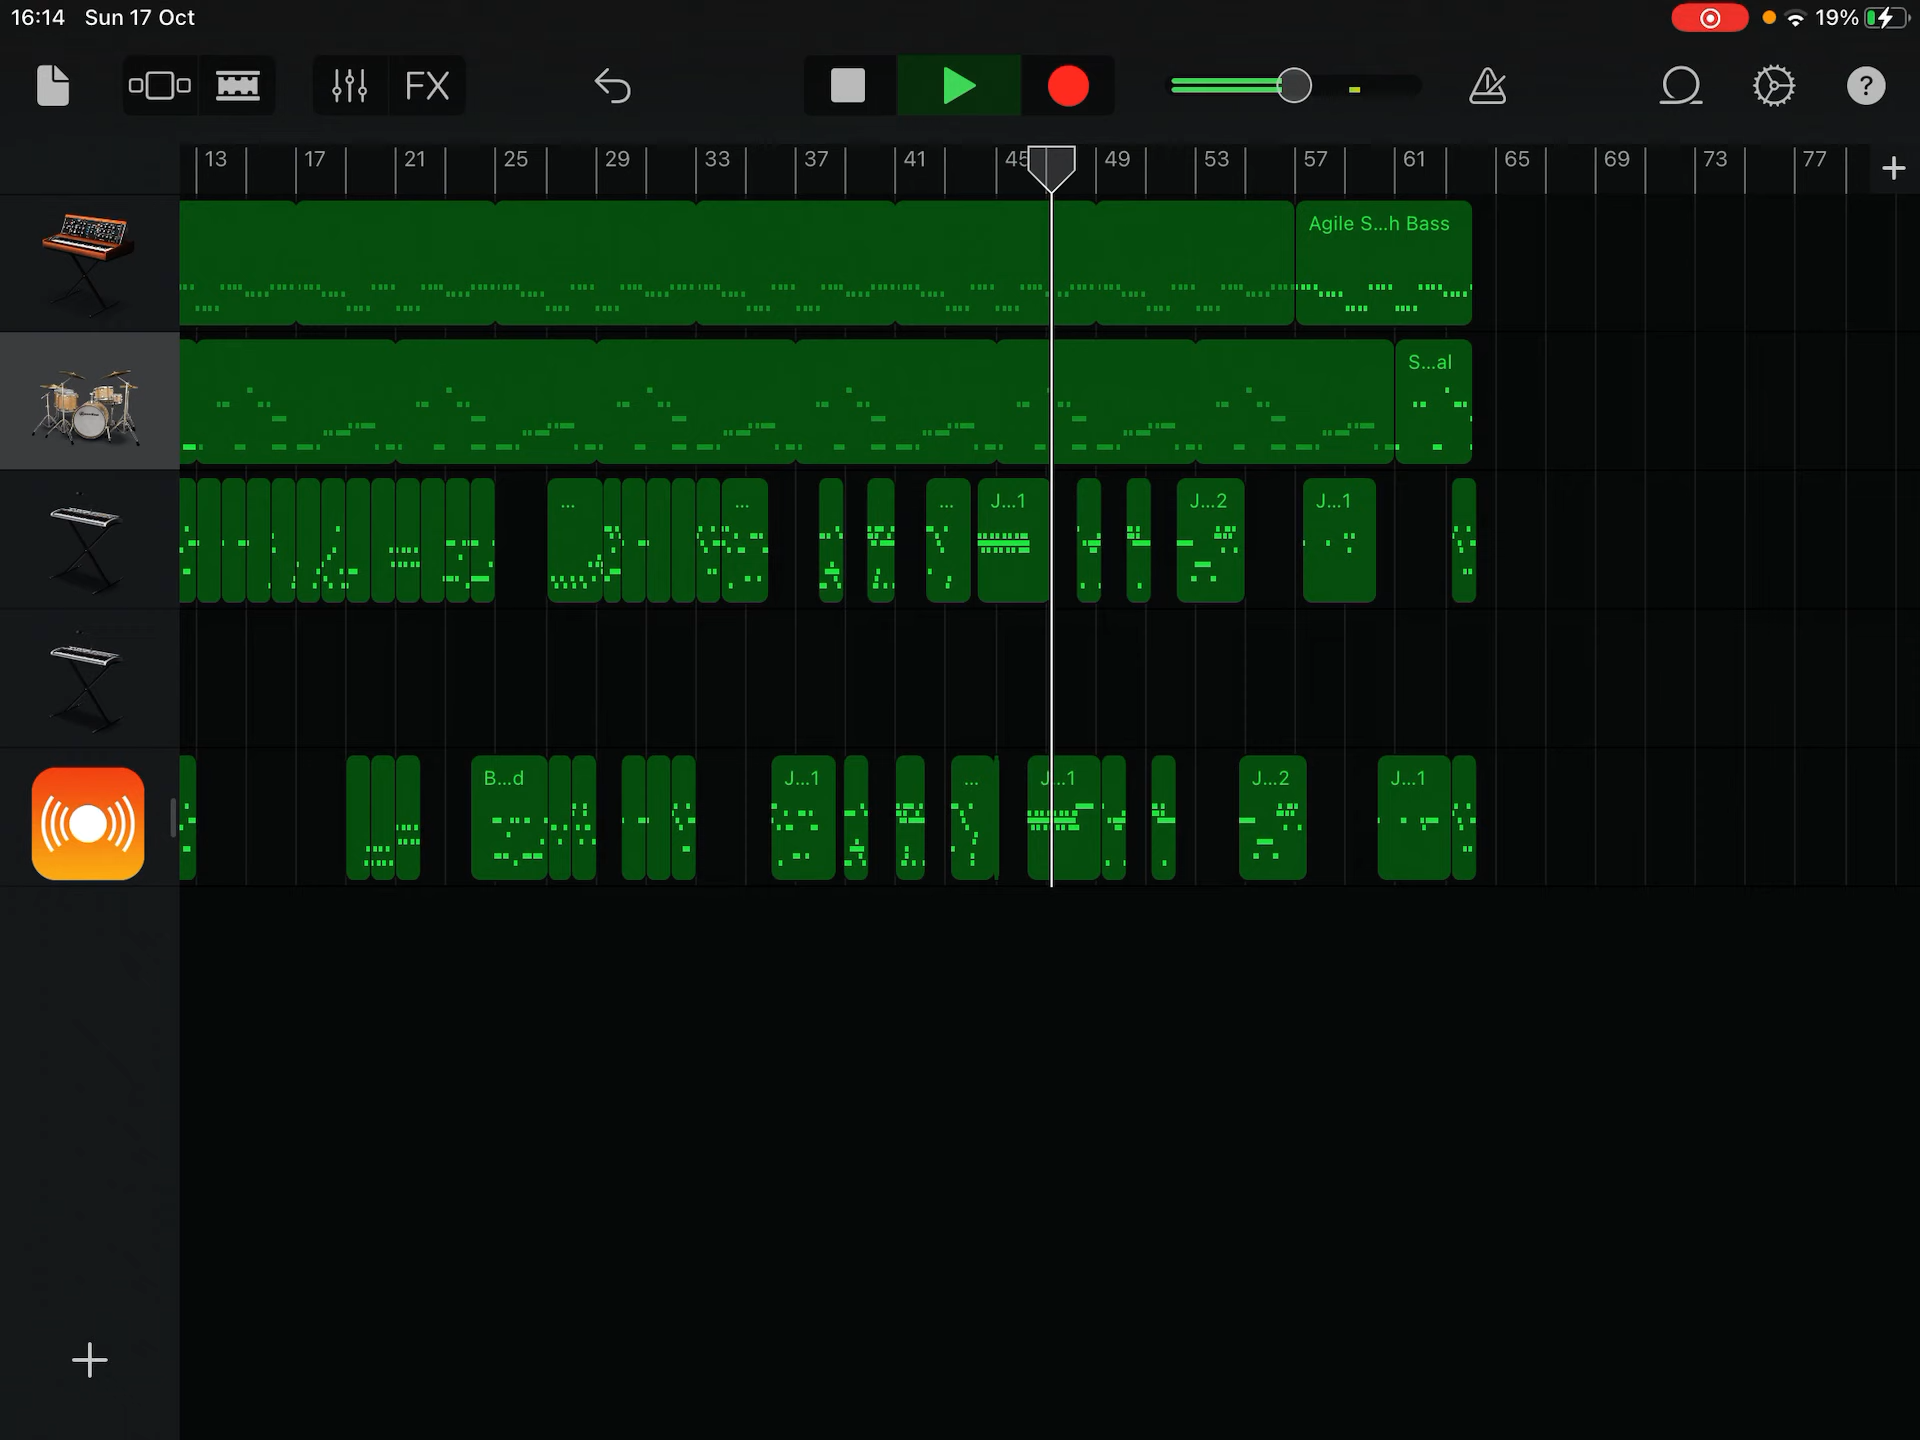 16:14 Sun 17 Oct 19%
FX ?
13 17 21 25 29 33 37 41 45 49 53 57 61 65 69 73 77 +
Agile S...h Bass
S...al
... ... ... J...1 J...2 J...1
B...d J...1 ... J...1 J...2 J...1
+